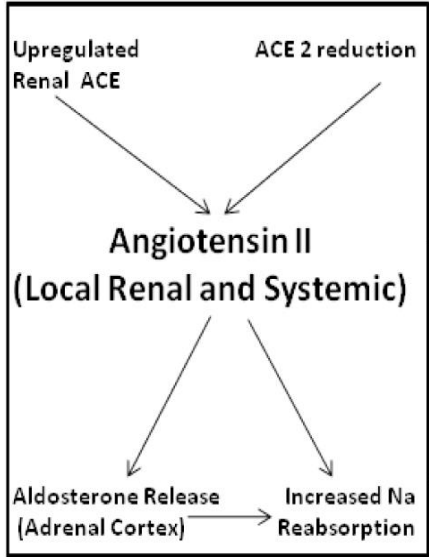 Upregulated
Renal ACE
ACE 2 reduction
Angiotensin II
(Local Renal and Systemic)
Aldosterone Release
(Adrenal Cortex)
Increased Na
Reabsorption